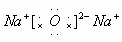 Na⁺[ ⨰ Ö ⨰ ]²⁻ Na⁺